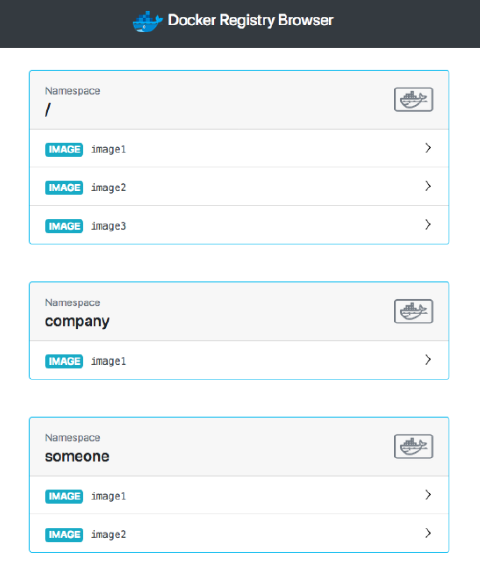 Docker Registry Browser
Namespace
/
IMAGE image1
IMAGE image2
IMAGE image3
Namespace
company
IMAGE image1
Namespace
someone
IMAGE image1
IMAGE image2